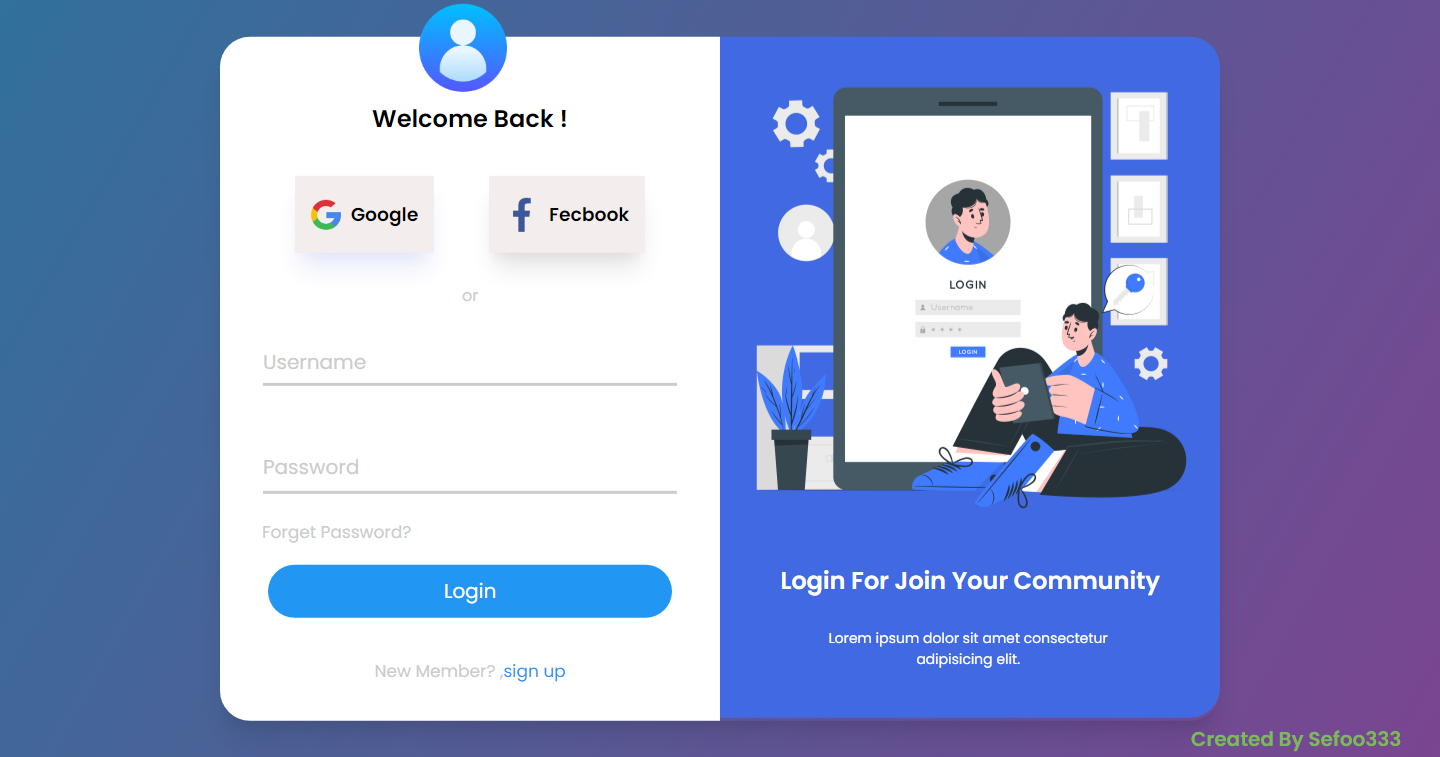 Welcome Back !
Google
Fecbook
or
Username
Password
Forget Password?
Login
New Member? ,sign up
LOGIN
Username
LOGIN
Login For Join Your Community
Lorem ipsum dolor sit amet consectetur
adipisicing elit.
Created By Sefoo333